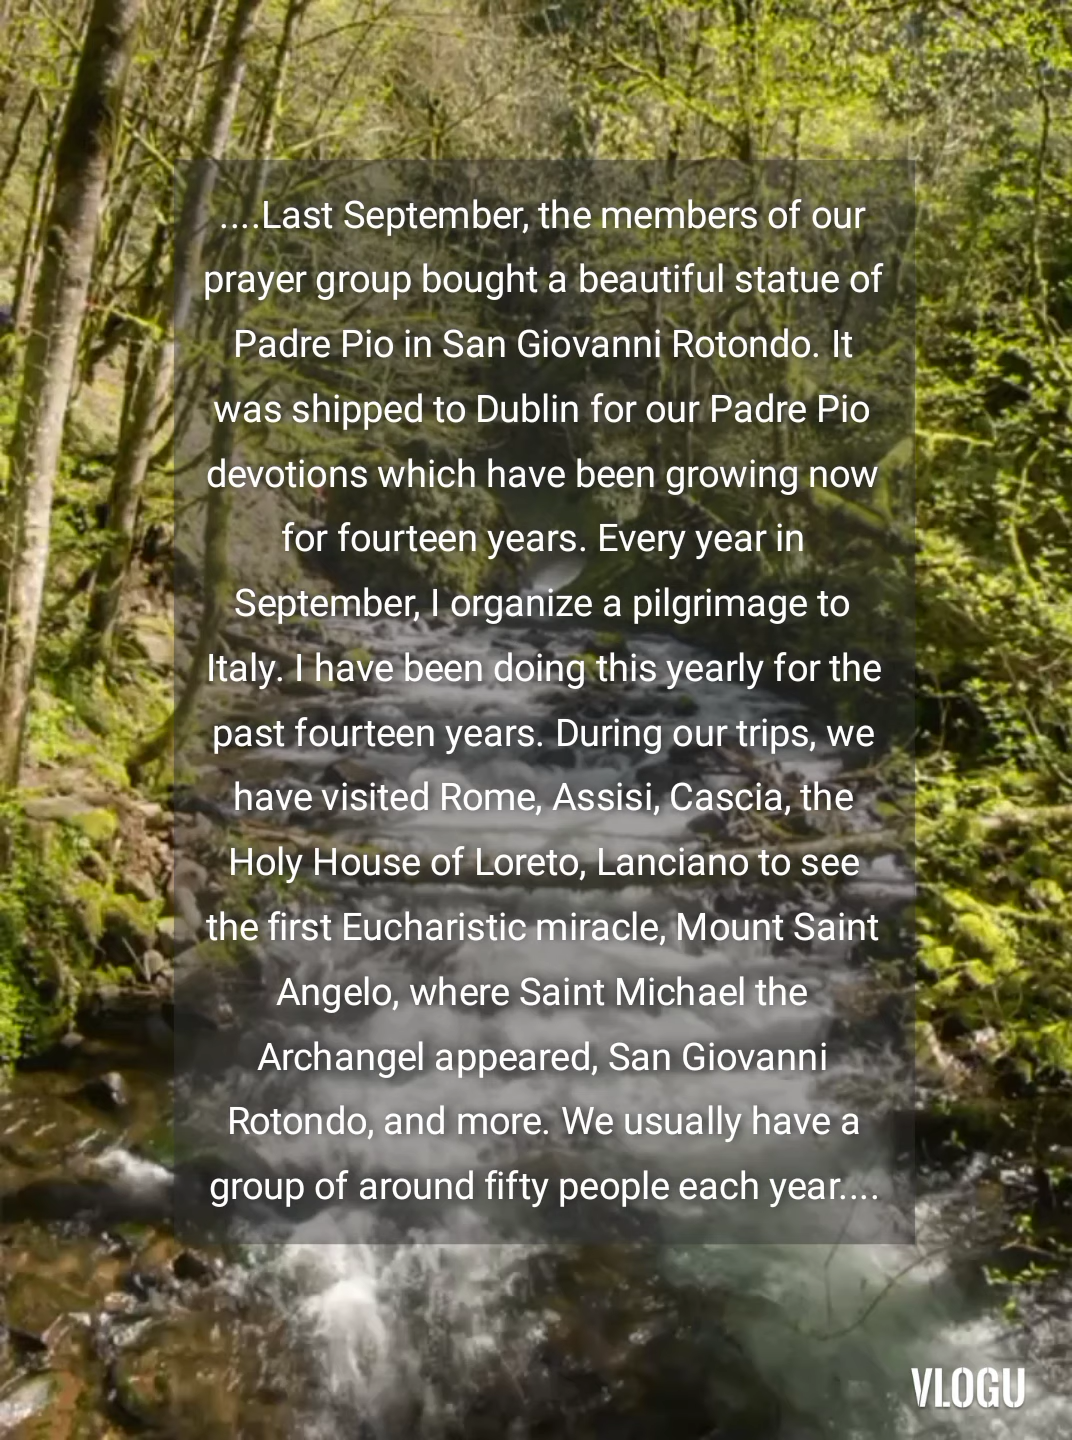 ....Last September, the members of our
prayer group bought a beautiful statue of
Padre Pio in San Giovanni Rotondo. It
was shipped to Dublin for our Padre Pio
devotions which have been growing now
for fourteen years. Every year in
September, I organize a pilgrimage to
Italy. I have been doing this yearly for the
past fourteen years. During our trips, we
have visited Rome, Assisi, Cascia, the
Holy House of Loreto, Lanciano to see
the first Eucharistic miracle, Mount Saint
Angelo, where Saint Michael the
Archangel appeared, San Giovanni
Rotondo, and more. We usually have a
group of around fifty people each year....
VLOGU